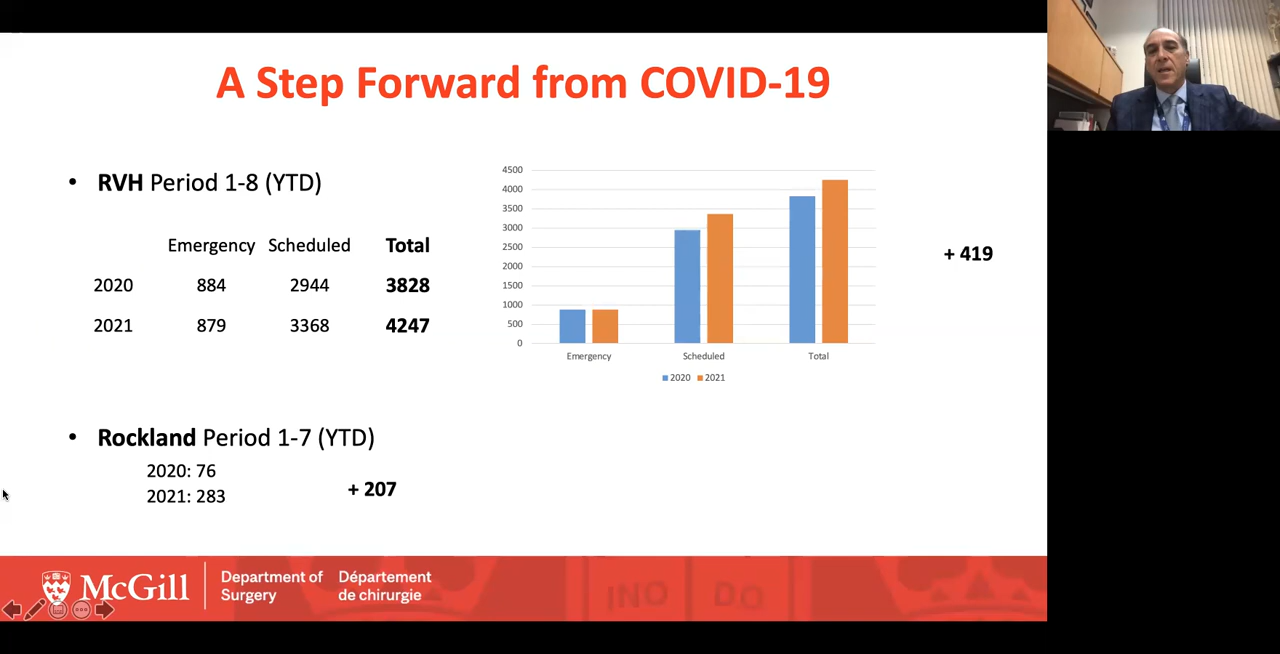 A Step Forward from COVID-19
• RVH Period 1-8 (YTD)
Emergency Scheduled Total
2020 884 2944 3828
2021 879 3368 4247
4500
4000
3500
3000
2500
2000
1500
1000
500
0
Emergency Scheduled Total
2020 2021
+ 419
• Rockland Period 1-7 (YTD)
2020: 76
2021: 283
+ 207
McGill
Department of
Surgery
Département
de chirurgie
INO DO